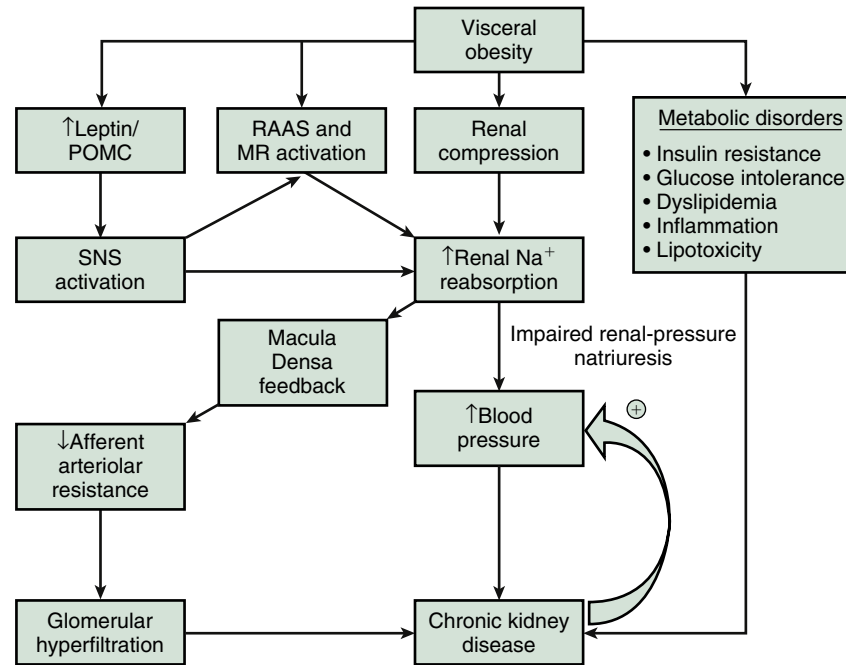 Visceral
obesity
↑Leptin/
POMC
RAAS and
MR activation
Renal
compression
Metabolic disorders
• Insulin resistance
• Glucose intolerance
• Dyslipidemia
• Inflammation
• Lipotoxicity
SNS
activation
↑Renal Na⁺
reabsorption
Macula
Densa
feedback
Impaired renal-pressure
natriuresis
↓Afferent
arteriolar
resistance
↑Blood
pressure
+
Glomerular
hyperfiltration
Chronic kidney
disease